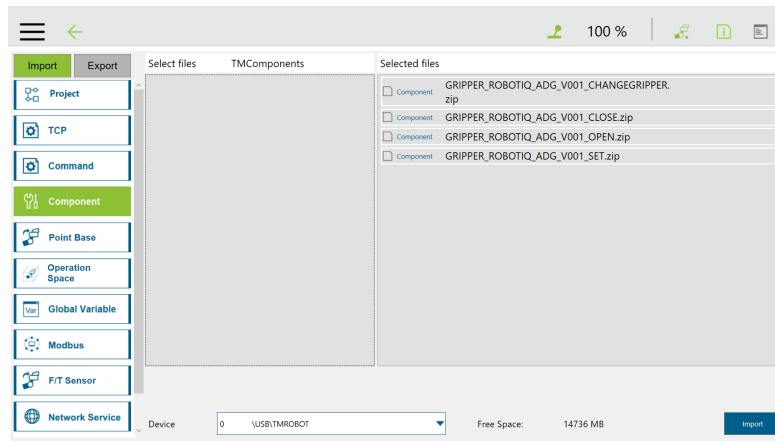 100 %
Import Export
Select files TMComponents
Selected files
Project
TCP
Command
Component
Point Base
Operation
Space
Var Global Variable
Modbus
F/T Sensor
Network Service
Component GRIPPER_ROBOTIQ_ADG_V001_CHANGEGRIPPER.
zip
Component GRIPPER_ROBOTIQ_ADG_V001_CLOSE.zip
Component GRIPPER_ROBOTIQ_ADG_V001_OPEN.zip
Component GRIPPER_ROBOTIQ_ADG_V001_SET.zip
Device 0 \USB\TMROBOT Free Space: 14736 MB Import